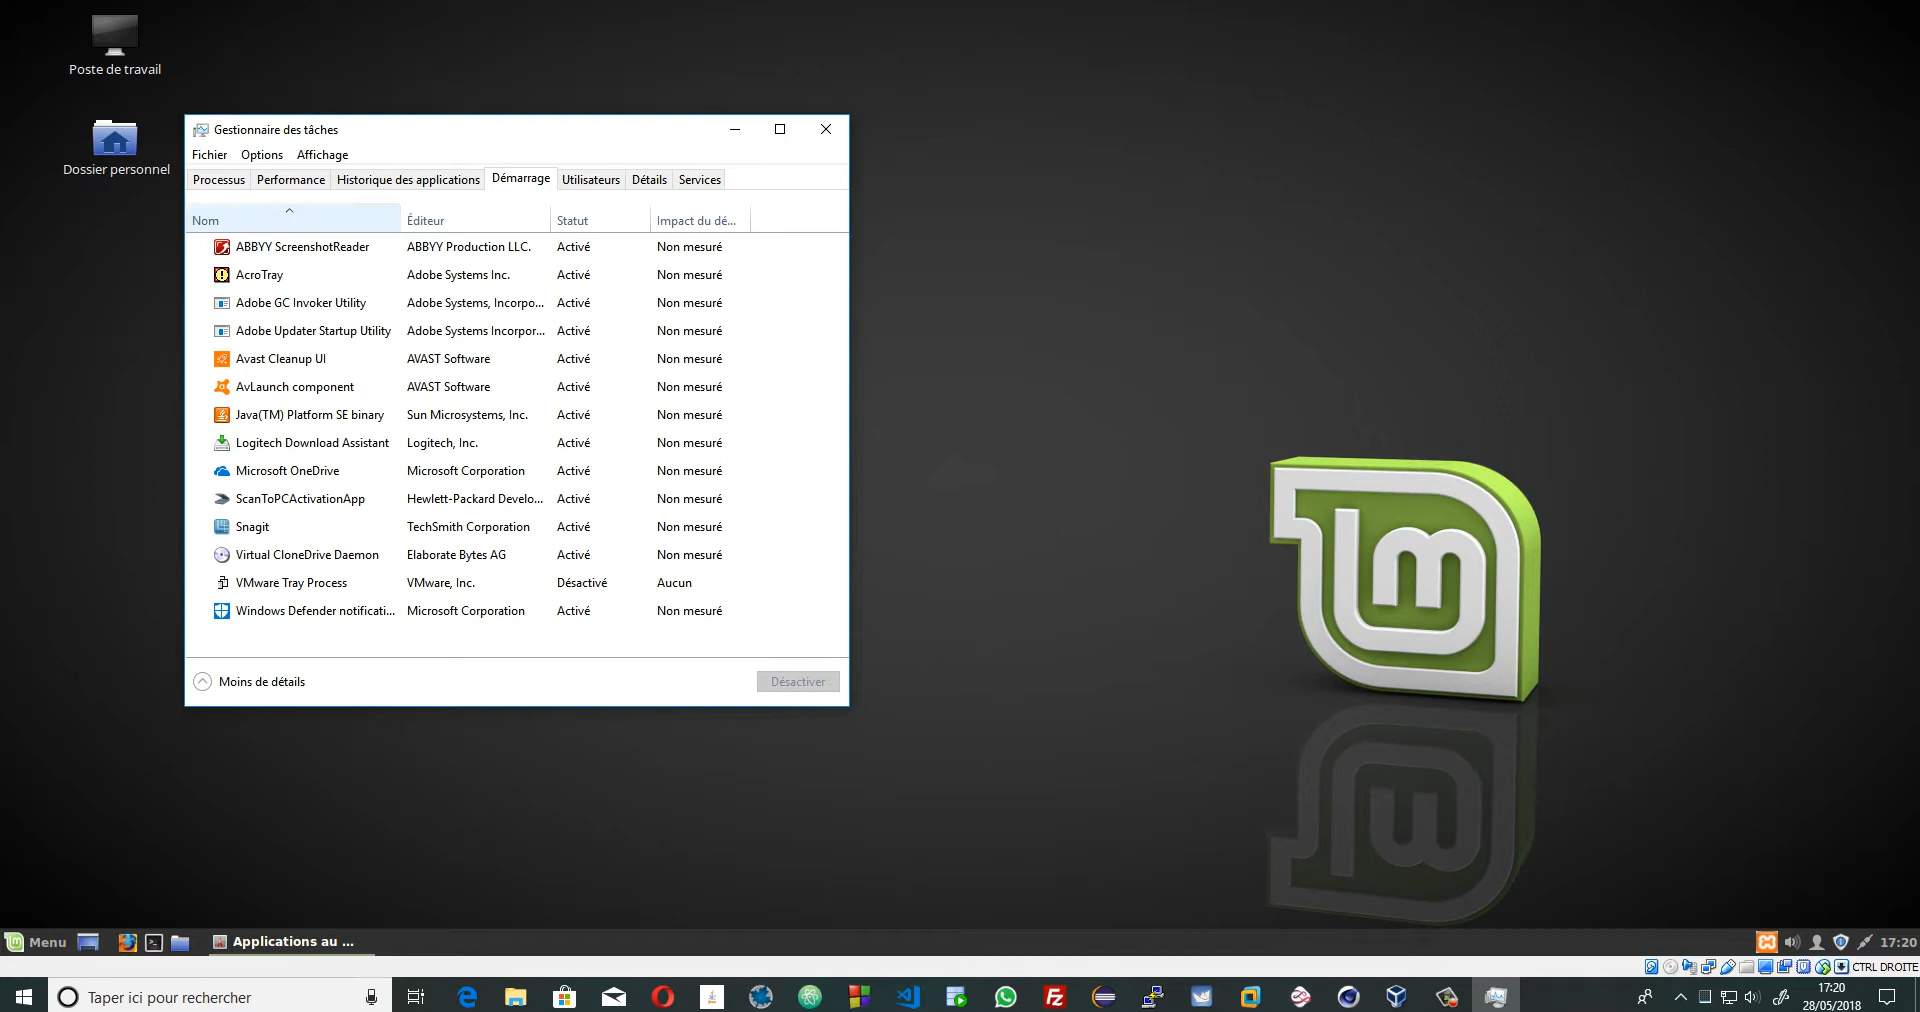 Poste de travail
Dossier personnel
Gestionnaire des tâches
Fichier Options Affichage
Processus Performance Historique des applications Démarrage Utilisateurs Détails Services
Nom Éditeur Statut Impact du dé...
ABBYY ScreenshotReader ABBYY Production LLC. Activé Non mesuré
AcroTray Adobe Systems Inc. Activé Non mesuré
Adobe GC Invoker Utility Adobe Systems, Incorpo... Activé Non mesuré
Adobe Updater Startup Utility Adobe Systems Incorpor... Activé Non mesuré
Avast Cleanup UI AVAST Software Activé Non mesuré
AvLaunch component AVAST Software Activé Non mesuré
Java(TM) Platform SE binary Sun Microsystems, Inc. Activé Non mesuré
Logitech Download Assistant Logitech, Inc. Activé Non mesuré
Microsoft OneDrive Microsoft Corporation Activé Non mesuré
ScanToPCActivationApp Hewlett-Packard Develo... Activé Non mesuré
Snagit TechSmith Corporation Activé Non mesuré
Virtual CloneDrive Daemon Elaborate Bytes AG Activé Non mesuré
VMware Tray Process VMware, Inc. Désactivé Aucun
Windows Defender notificati... Microsoft Corporation Activé Non mesuré
Moins de détails Désactiver
Menu Applications au ... 17:20
CTRL DROITE
Taper ici pour rechercher 17:20
28/05/2018